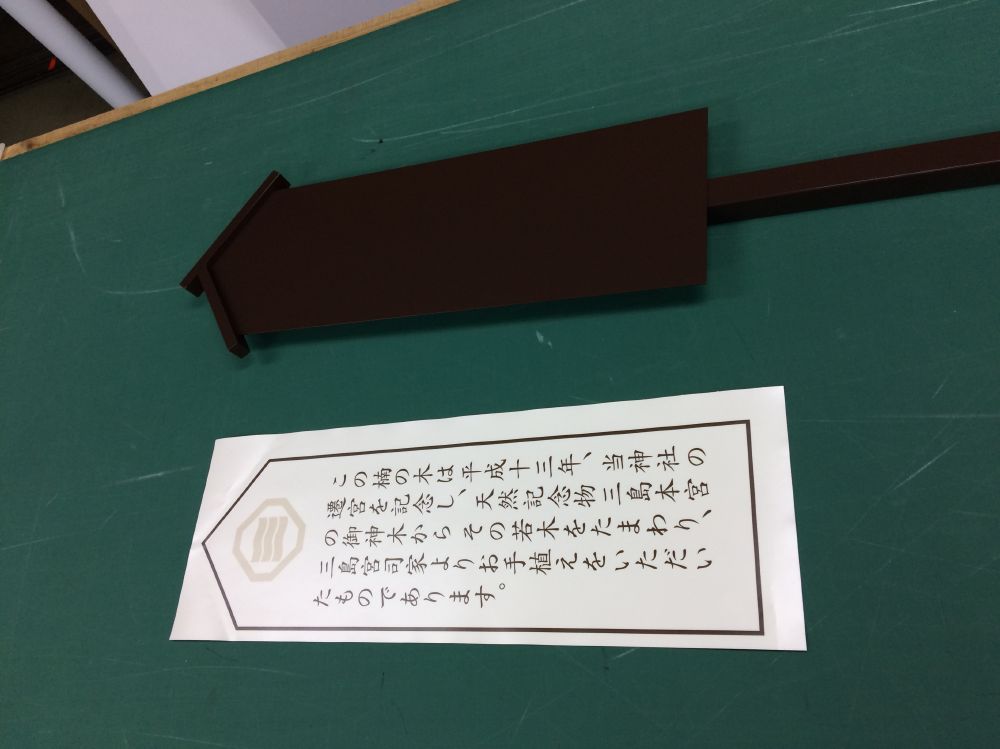 この楠の木は平成十三年、当神社の
遷宮を記念し、天然記念物三島本宮
の御神木からその若木をたまわり、
三島宮司家よりお手植えをいただい
たものであります。